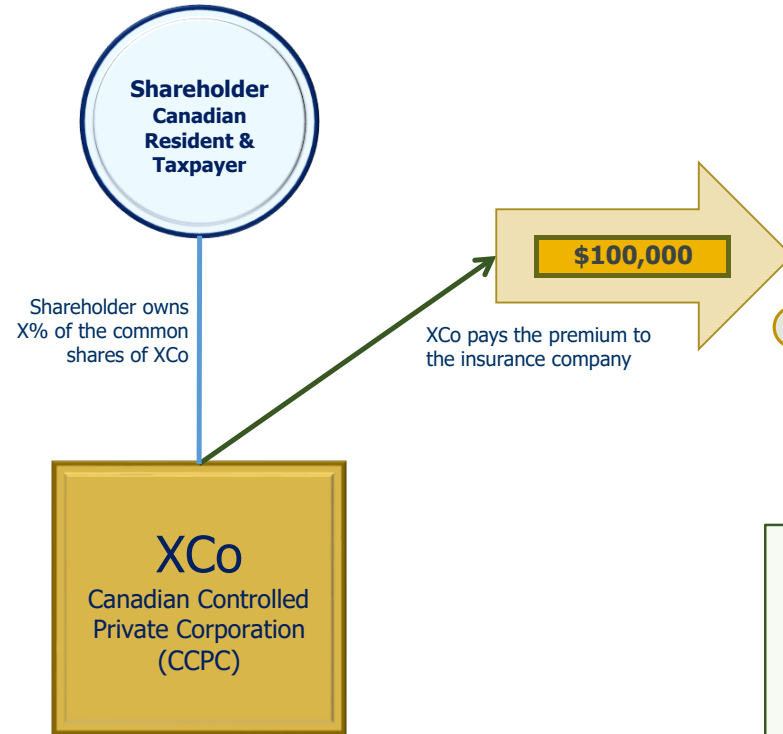 Shareholder
Canadian
Resident &
Taxpayer
$100,000
Shareholder owns
X% of the common
shares of XCo
XCo pays the premium to
the insurance company
XCo
Canadian Controlled
Private Corporation
(CCPC)